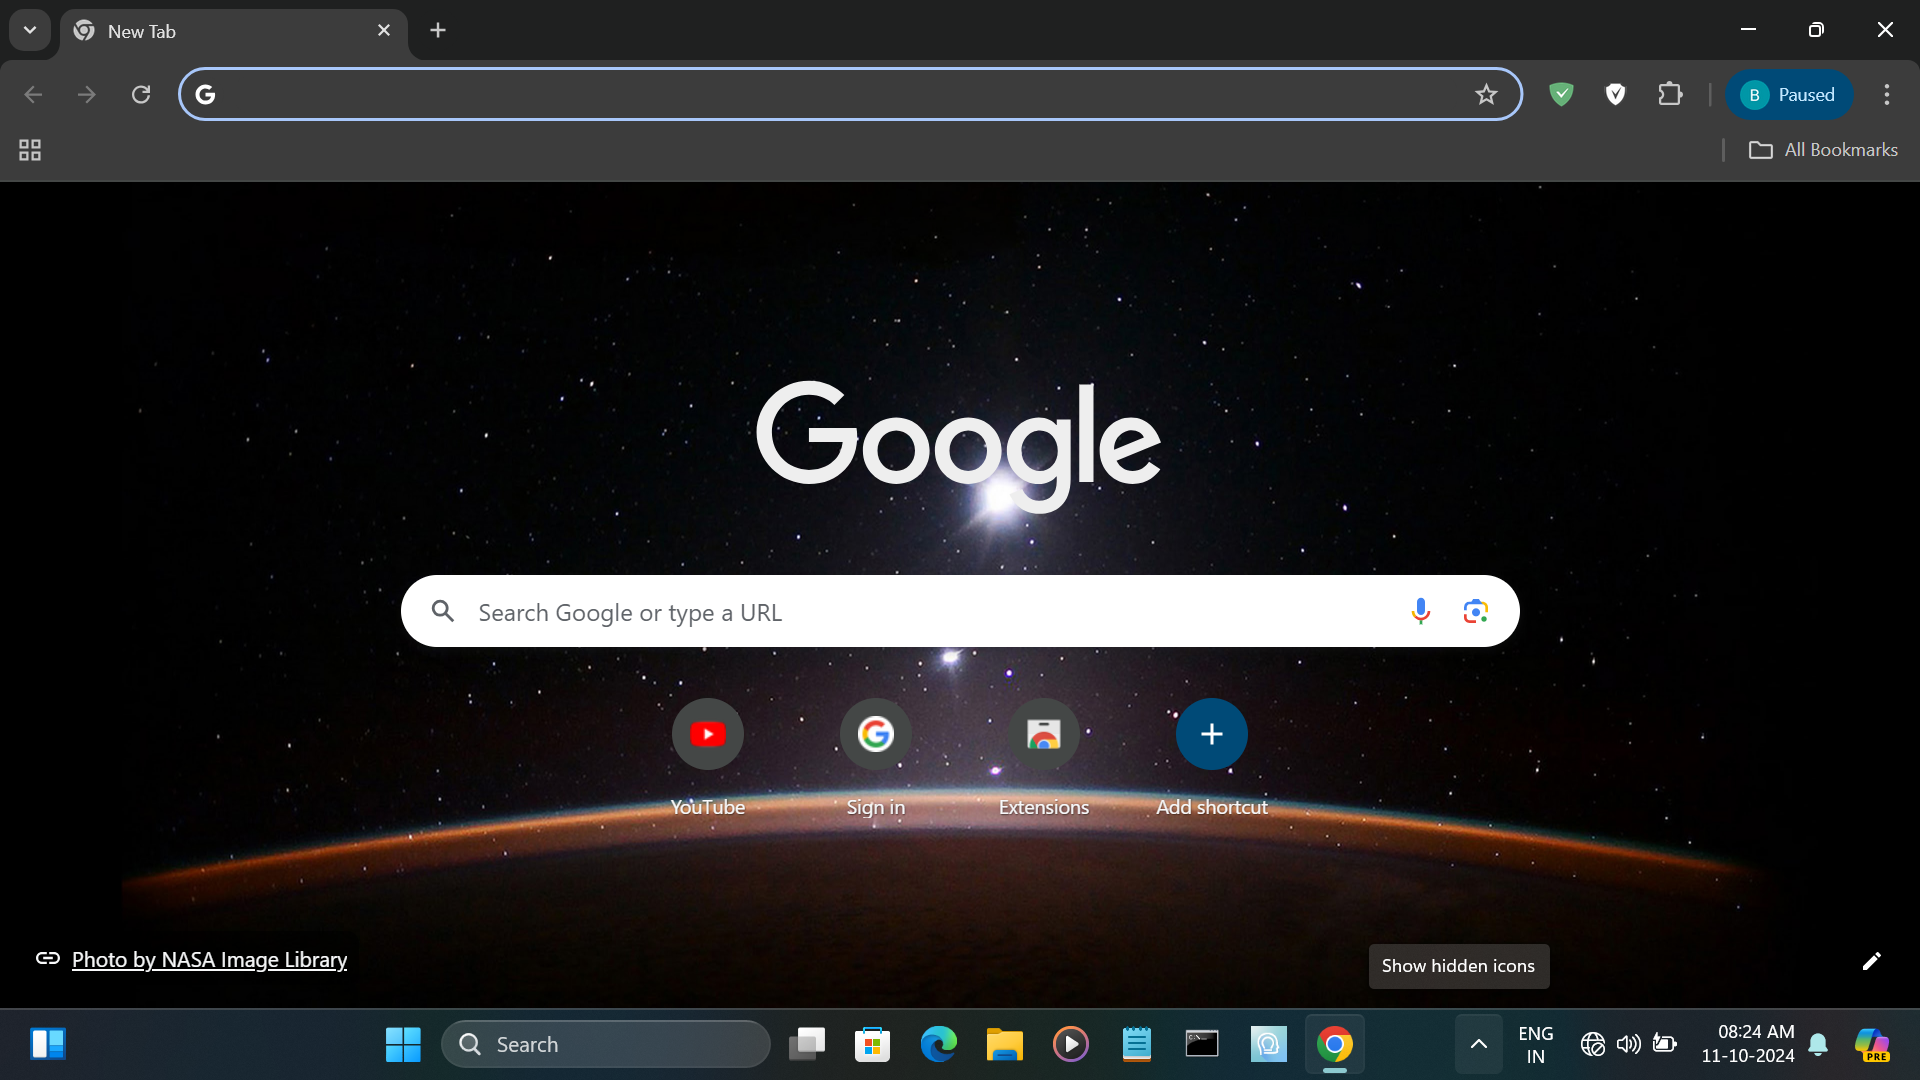 New Tab
B Paused
All Bookmarks
Google
Search Google or type a URL
YouTube
Sign in
Extensions
Add shortcut
Photo by NASA Image Library
Show hidden icons
Search
ENG
IN
08:24 AM
11-10-2024
PRE